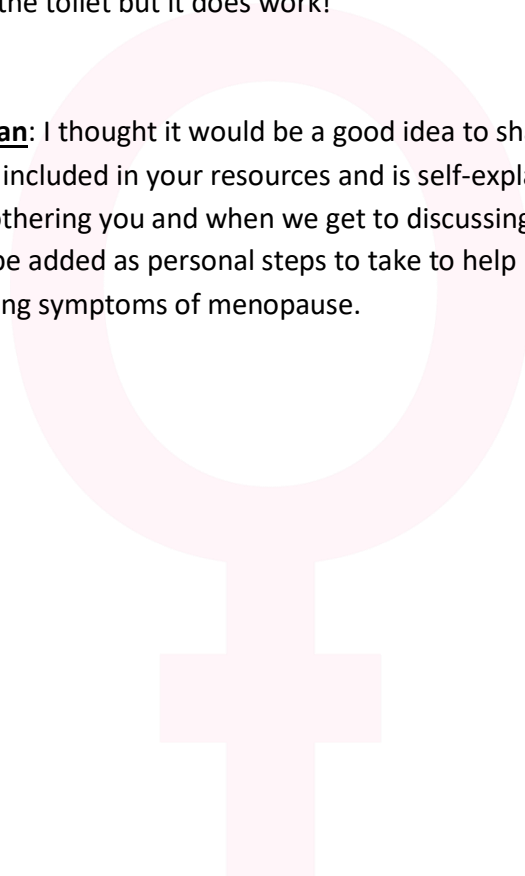 the toilet but it does work!
an: I thought it would be a good idea to sh
included in your resources and is self-expla
othering you and when we get to discussing
be added as personal steps to take to help
ng symptoms of menopause.